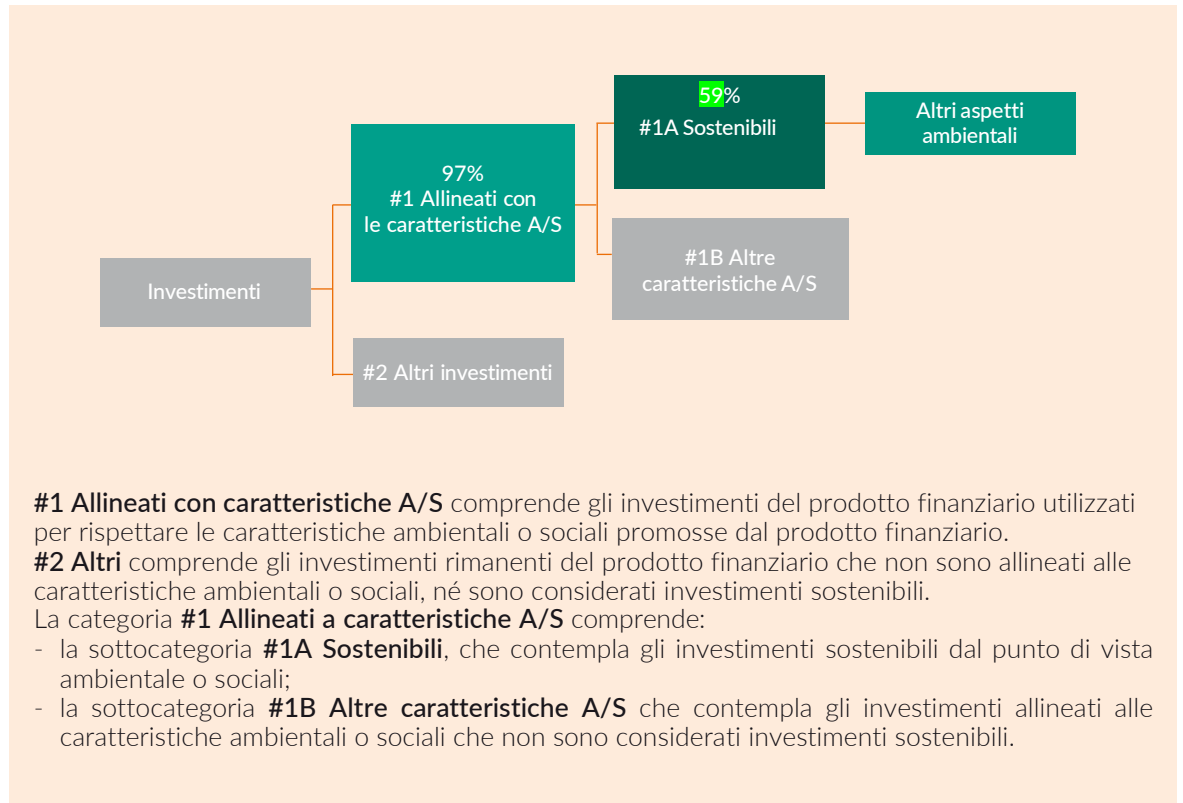 59%
#1A Sostenibili
Altri aspetti
ambientali
97%
#1 Allineati con
le caratteristiche A/S
#1B Altre
caratteristiche A/S
Investimenti
#2 Altri investimenti
#1 Allineati con caratteristiche A/S comprende gli investimenti del prodotto finanziario utilizzati
per rispettare le caratteristiche ambientali o sociali promosse dal prodotto finanziario.
#2 Altri comprende gli investimenti rimanenti del prodotto finanziario che non sono allineati alle
caratteristiche ambientali o sociali, né sono considerati investimenti sostenibili.
La categoria #1 Allineati a caratteristiche A/S comprende:
- la sottocategoria #1A Sostenibili, che contempla gli investimenti sostenibili dal punto di vista
ambientale o sociali;
- la sottocategoria #1B Altre caratteristiche A/S che contempla gli investimenti allineati alle
caratteristiche ambientali o sociali che non sono considerati investimenti sostenibili.